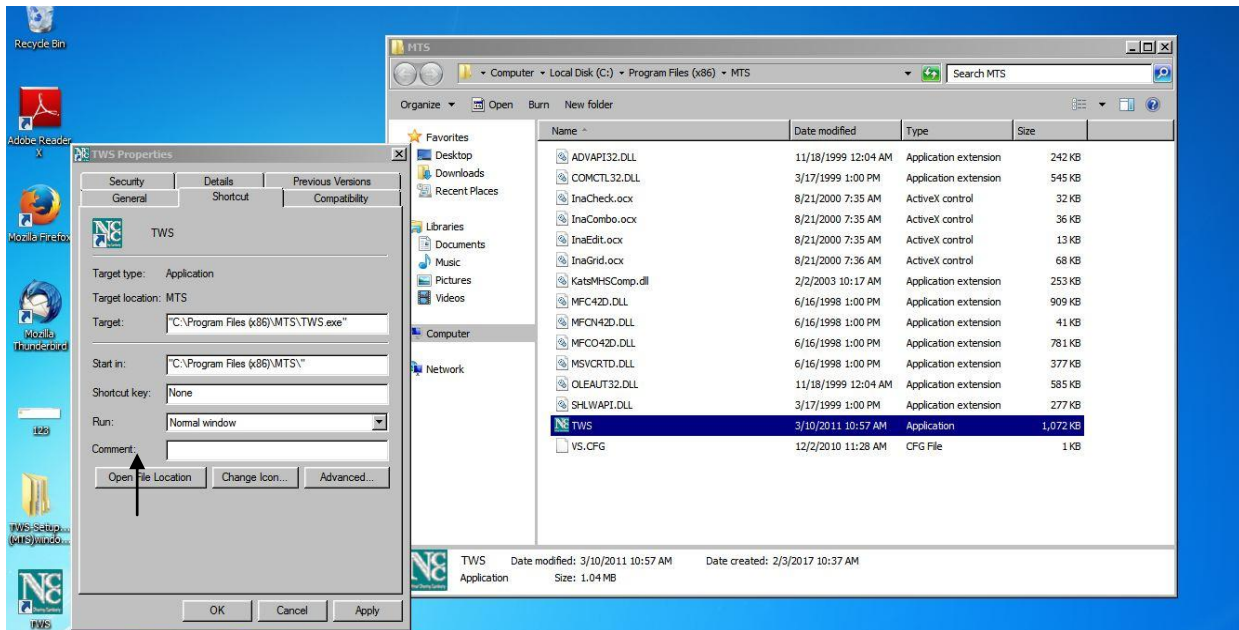 Recycle Bin
Adobe Reader
X
Mozilla Firefox
Mozilla
Thunderbird
123
TWS-Setup...
(MTS)windo...
TWS
TWS Properties
Security Details Previous Versions
General Shortcut Compatibility
TWS
Target type: Application
Target location: MTS
Target: "C:\Program Files (x86)\MTS\TWS.exe"
Start in: "C:\Program Files (x86)\MTS\"
Shortcut key: None
Run: Normal window
Comment:
Open File Location Change Icon... Advanced...
OK Cancel Apply
MTS
Computer Local Disk (C:) Program Files (x86) MTS Search MTS
Organize Open Burn New folder
Favorites
Desktop
Downloads
Recent Places
Libraries
Documents
Music
Pictures
Videos
Computer
Network
Name Date modified Type Size
ADVAPI32.DLL 11/18/1999 12:04 AM Application extension 242 KB
COMCTL32.DLL 3/17/1999 1:00 PM Application extension 545 KB
InaCheck.ocx 8/21/2000 7:35 AM ActiveX control 32 KB
InaCombo.ocx 8/21/2000 7:35 AM ActiveX control 36 KB
InaEdit.ocx 8/21/2000 7:35 AM ActiveX control 13 KB
InaGrid.ocx 8/21/2000 7:36 AM ActiveX control 68 KB
KatsMHSComp.dll 2/2/2003 10:17 AM Application extension 253 KB
MFC42D.DLL 6/16/1998 1:00 PM Application extension 909 KB
MFCN42D.DLL 6/16/1998 1:00 PM Application extension 41 KB
MFCO42D.DLL 6/16/1998 1:00 PM Application extension 781 KB
MSVCRTD.DLL 6/16/1998 1:00 PM Application extension 377 KB
OLEAUT32.DLL 11/18/1999 12:04 AM Application extension 585 KB
SHLWAPI.DLL 3/17/1999 1:00 PM Application extension 277 KB
TWS 3/10/2011 10:57 AM Application 1,072 KB
VS.CFG 12/2/2010 11:28 AM CFG File 1 KB
TWS Date modified: 3/10/2011 10:57 AM Date created: 2/3/2017 10:37 AM
Application Size: 1.04 MB